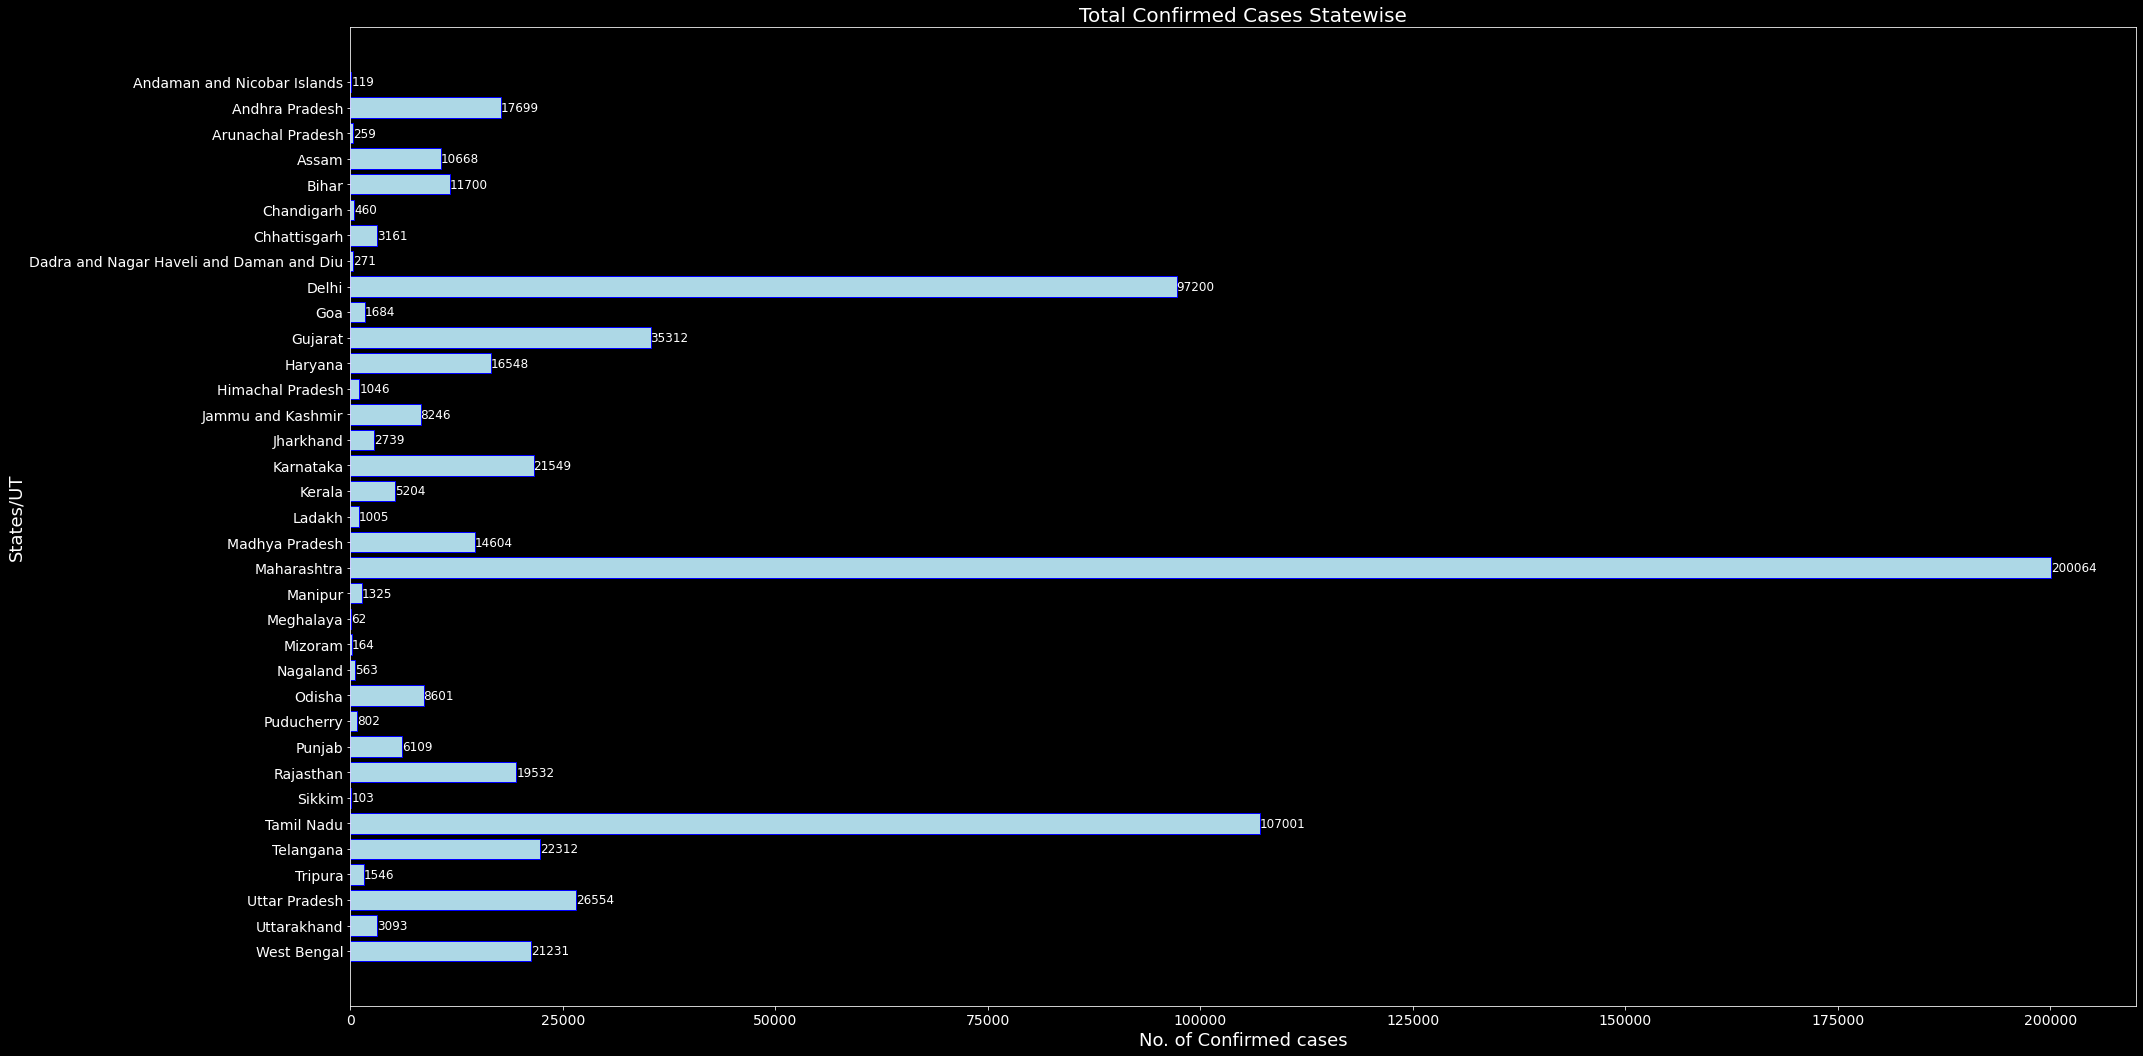 Total Confirmed Cases Statewise
States/UT
Andaman and Nicobar Islands 119
Andhra Pradesh 17699
Arunachal Pradesh 259
Assam 10668
Bihar 11700
Chandigarh 460
Chhattisgarh 3161
Dadra and Nagar Haveli and Daman and Diu 271
Delhi 97200
Goa 1684
Gujarat 35312
Haryana 16548
Himachal Pradesh 1046
Jammu and Kashmir 8246
Jharkhand 2739
Karnataka 21549
Kerala 5204
Ladakh 1005
Madhya Pradesh 14604
Maharashtra 200064
Manipur 1325
Meghalaya 62
Mizoram 164
Nagaland 563
Odisha 8601
Puducherry 802
Punjab 6109
Rajasthan 19532
Sikkim 103
Tamil Nadu 107001
Telangana 22312
Tripura 1546
Uttar Pradesh 26554
Uttarakhand 3093
West Bengal 21231
0 25000 50000 75000 100000 125000 150000 175000 200000
No. of Confirmed cases